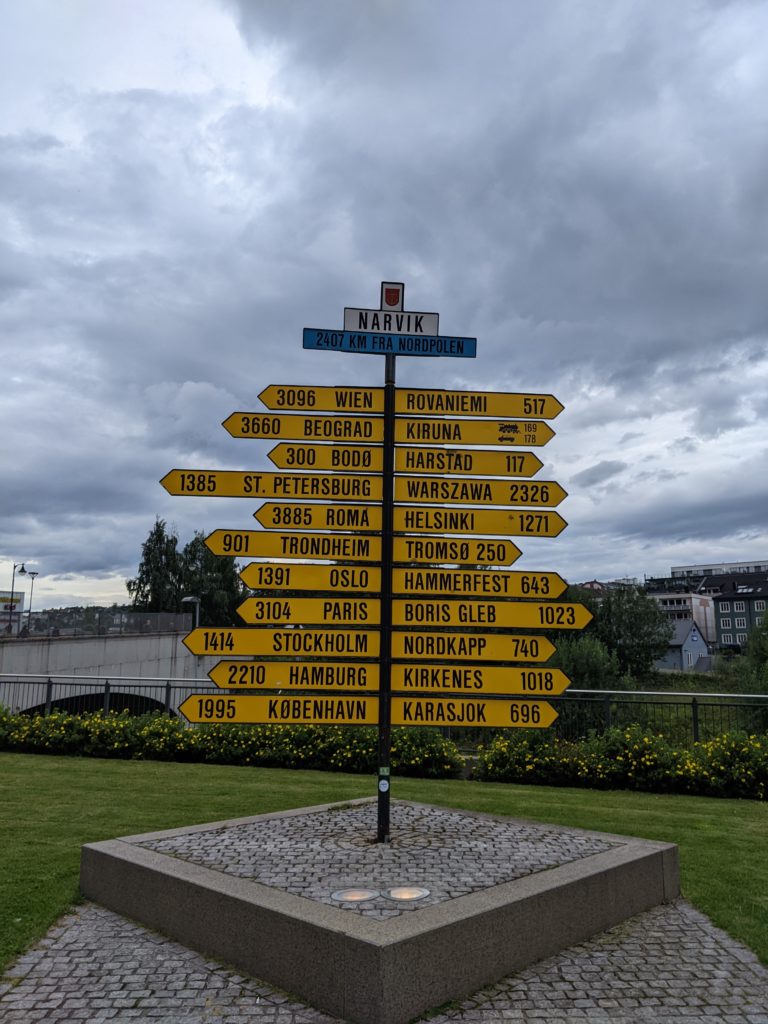 NARVIK
2407 KM FRA NORDPOLEN
3096 WIEN
ROVANIEMI 517
3660 BEOGRAD
KIRUNA 169 178
300 BODØ
HARSTAD 117
1385 ST. PETERSBURG
WARSZAWA 2326
3885 ROMA
HELSINKI 1271
901 TRONDHEIM
TROMSØ 250
1391 OSLO
HAMMERFEST 643
3104 PARIS
BORIS GLEB 1023
1414 STOCKHOLM
NORDKAPP 740
2210 HAMBURG
KIRKENES 1018
1995 KØBENHAVN
KARASJOK 696